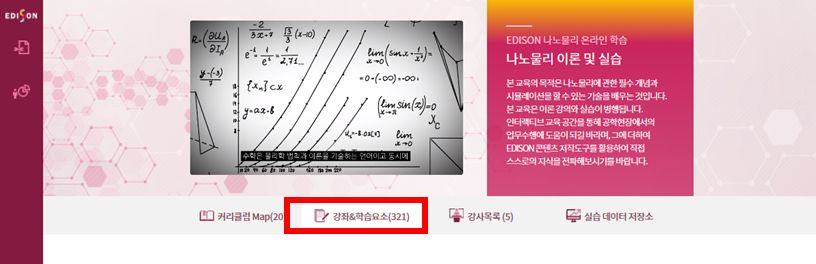 EDISON
EDISON 나노물리 온라인 학습
나노물리 이론 및 실습
본 교육의 목적은 나노물리에 관한 필수 개념과
시뮬레이션을 할 수 있는 기술을 배우는 것입니다.
본 교육은 이론 강의와 실습이 병행됩니다.
인터랙티브 교육 공간을 통해 공학현장에서의
업무수행에 도움이 되길 바라며, 그에 더하여
EDISON 콘텐츠 저작도구를 활용하여 직접
스스로의 지식을 전파해보시기를 바랍니다.
수학은 물리학 법칙과 이론을 기술하는 언어이고 동시에
y=ax-b
커리큘럼 Map(20
강좌&학습요소(321)
강사목록 (5)
실습 데이터 저장소